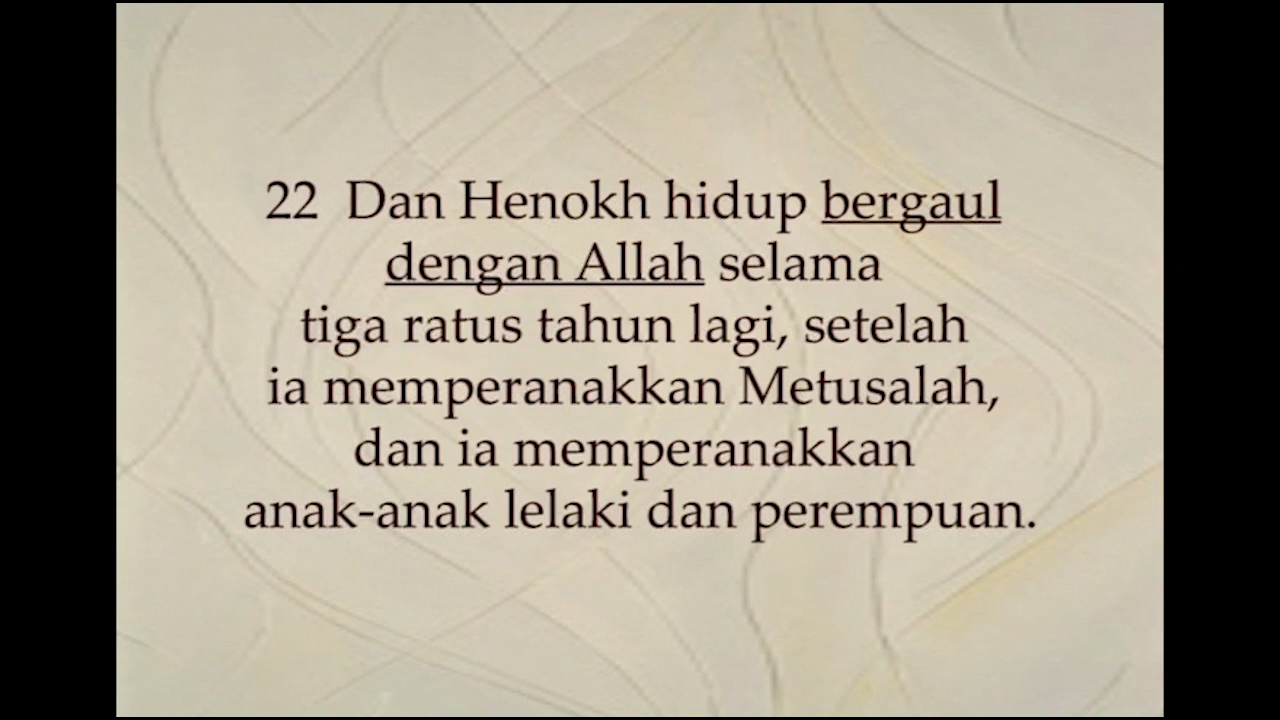 22 Dan Henokh hidup bergaul
dengan Allah selama
tiga ratus tahun lagi, setelah
ia memperanakkan Metusalah,
dan ia memperanakkan
anak-anak lelaki dan perempuan.